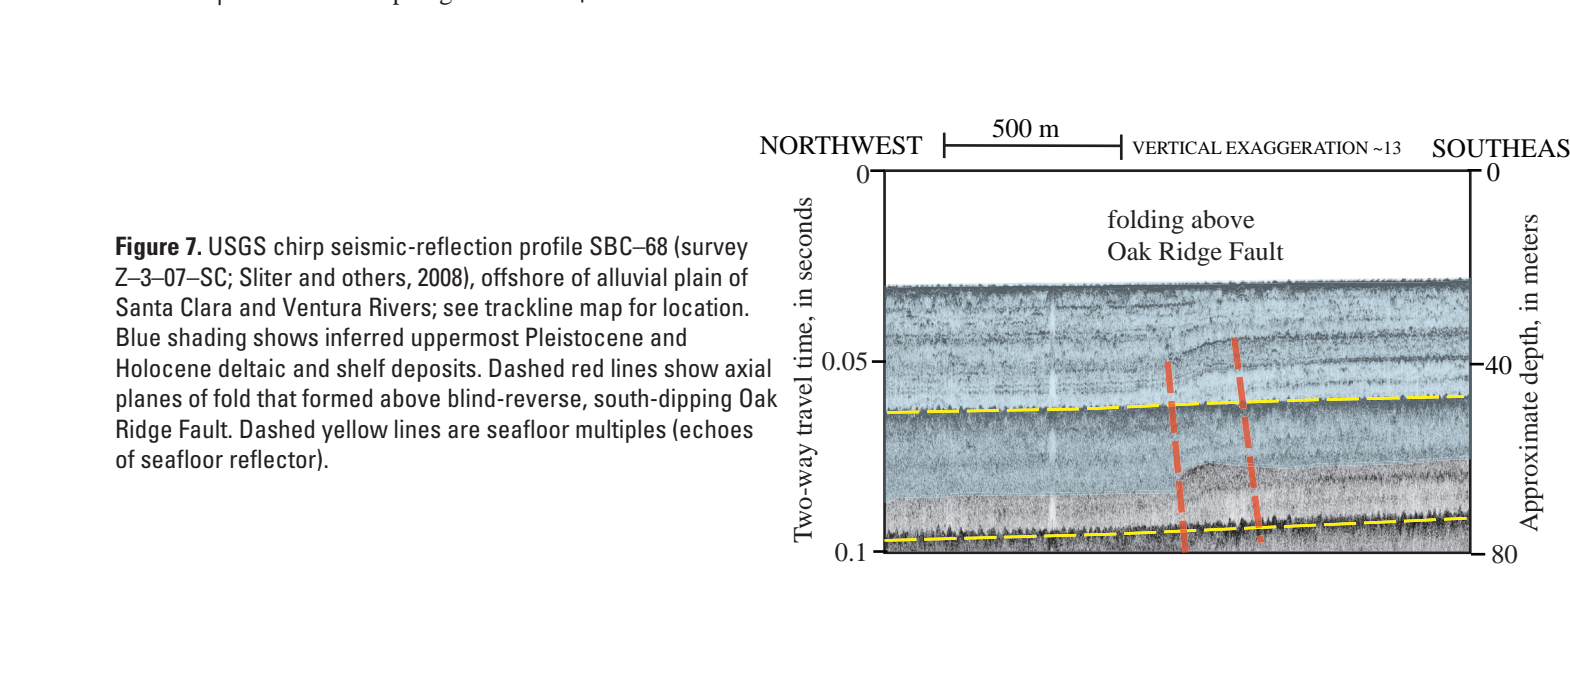 500 m
NORTHWEST
VERTICAL EXAGGERATION ~13
SOUTHEAS
0
0
folding above
Oak Ridge Fault
Figure 7. USGS chirp seismic-reflection profile SBC–68 (survey
Z–3–07–SC; Sliter and others, 2008), offshore of alluvial plain of
Santa Clara and Ventura Rivers; see trackline map for location.
Blue shading shows inferred uppermost Pleistocene and
Holocene deltaic and shelf deposits. Dashed red lines show axial
planes of fold that formed above blind-reverse, south-dipping Oak
Ridge Fault. Dashed yellow lines are seafloor multiples (echoes
of seafloor reflector).
Two-way travel time, in seconds
0.05
0.1
40
80
Approximate depth, in meters